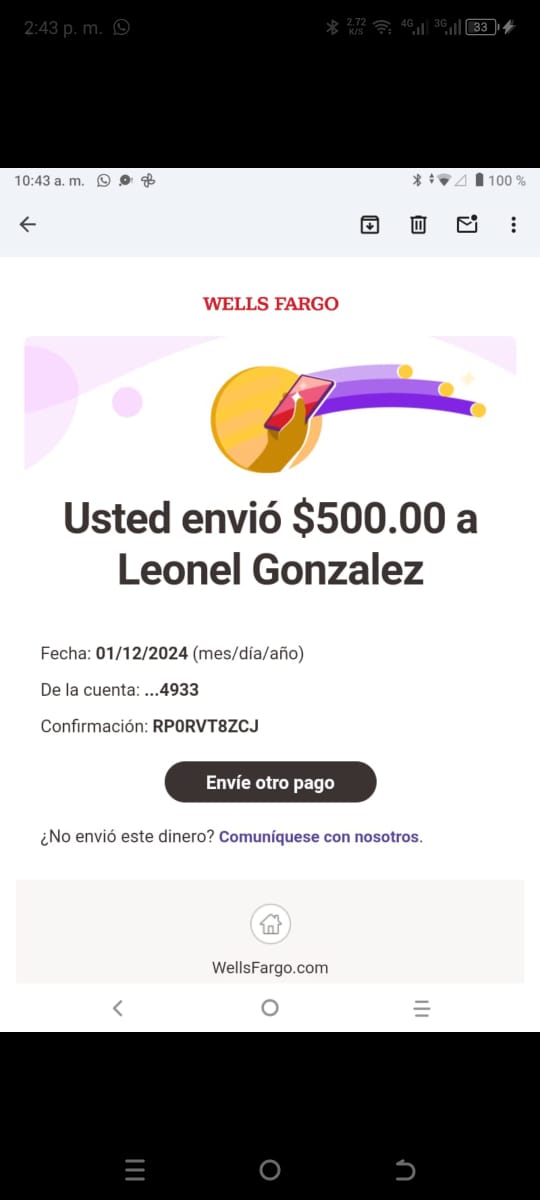 2:43 p. m.
2.72 K/S 4G 3G 33
10:43 a. m. 100 %
WELLS FARGO
Usted envió $500.00 a
Leonel Gonzalez
Fecha: 01/12/2024 (mes/día/año)
De la cuenta: ...4933
Confirmación: RP0RVT8ZCJ
Envíe otro pago
¿No envió este dinero? Comuníquese con nosotros.
WellsFargo.com